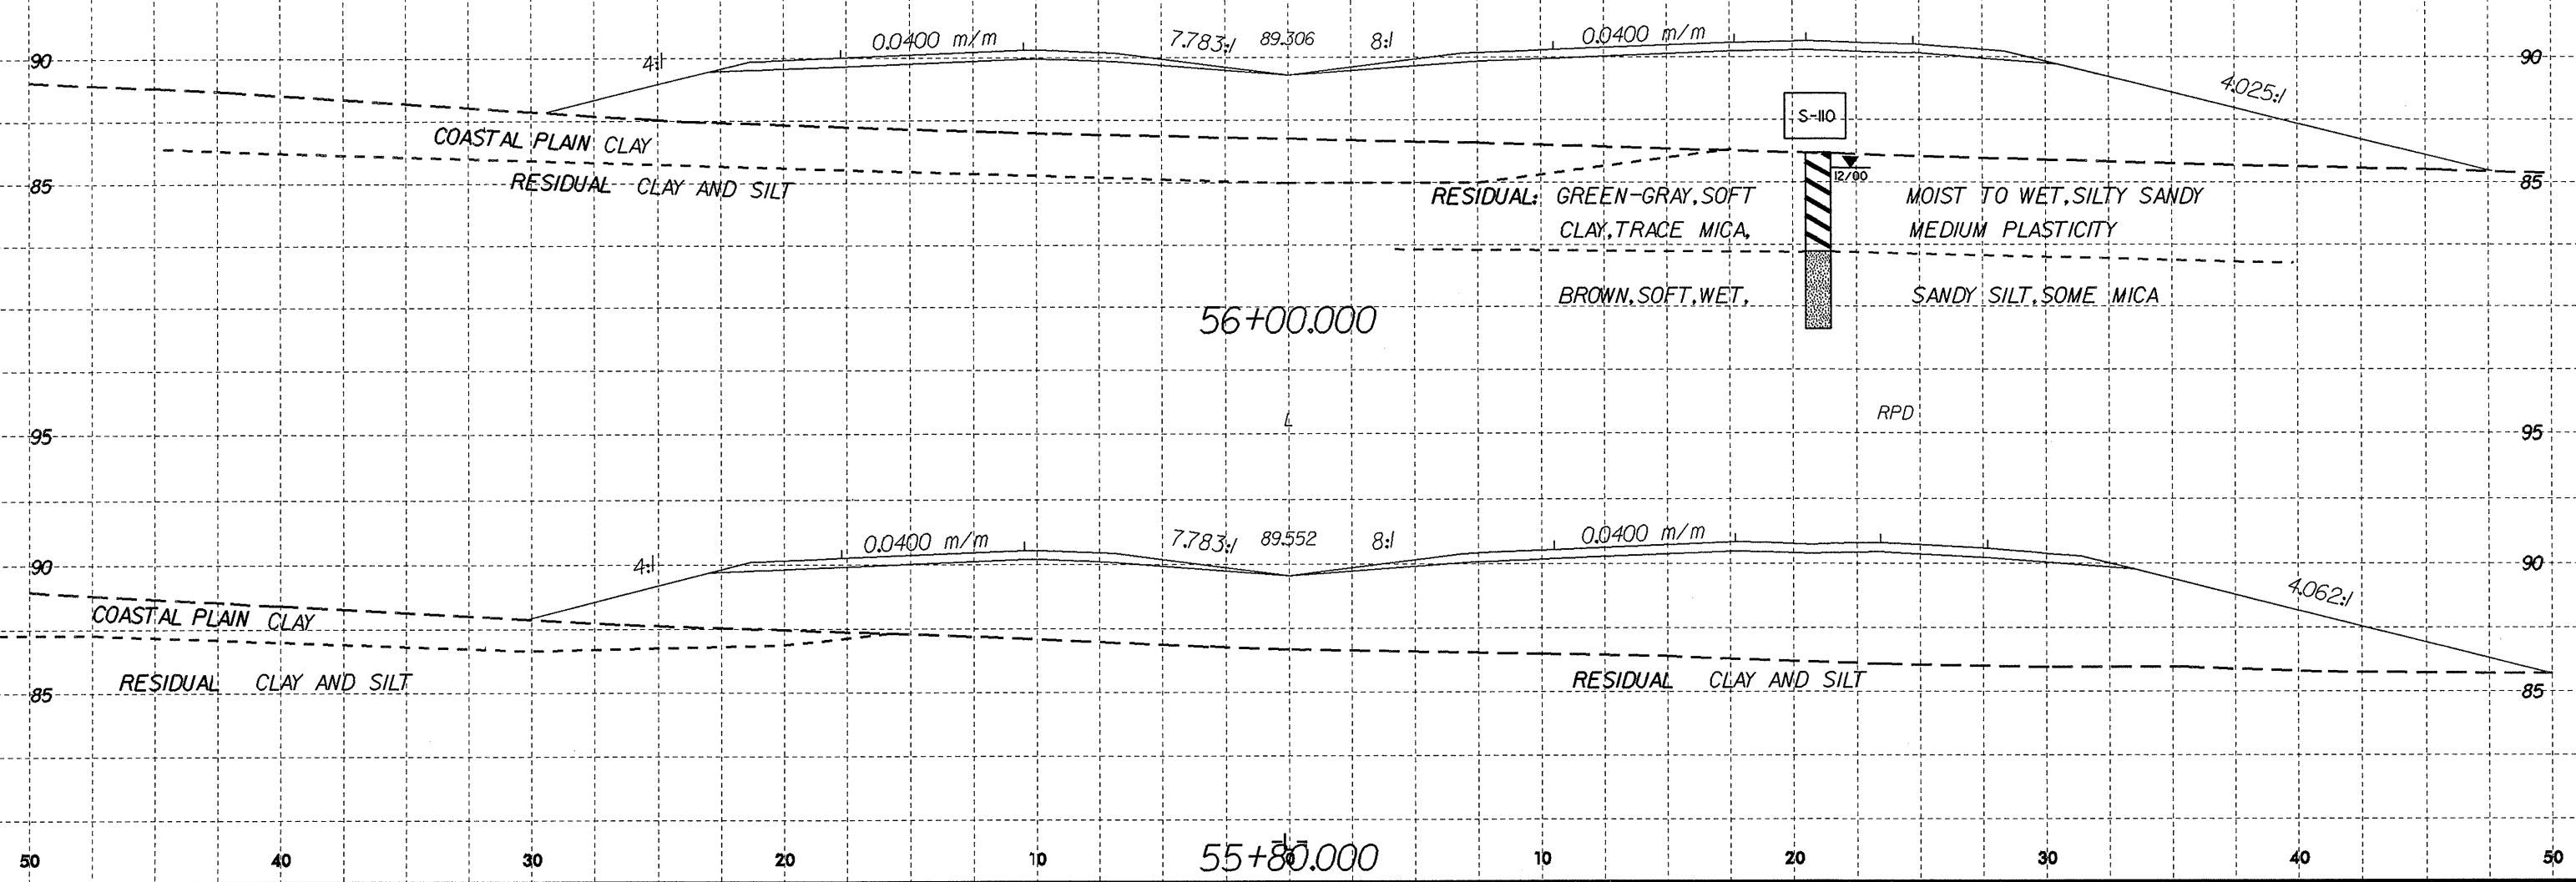 0.0400 m/m 7.783:1 89.306 8:1 0.0400 m/m
90 4:1 90
4.025:1
S-110
COASTAL PLAIN CLAY
12/00
85 RESIDUAL CLAY AND SILT 85
RESIDUAL: GREEN-GRAY, SOFT MOIST TO WET, SILTY SANDY
CLAY, TRACE MICA, MEDIUM PLASTICITY
BROWN, SOFT, WET, SANDY SILT, SOME MICA
56+00.000
L RPD
95 95
0.0400 m/m 7.783:1 89.552 8:1 0.0400 m/m
90 4:1 90
4.062:1
COASTAL PLAIN CLAY
RESIDUAL CLAY AND SILT RESIDUAL CLAY AND SILT
85 85
50 40 30 20 10 0 10 20 30 40 50
55+80.000